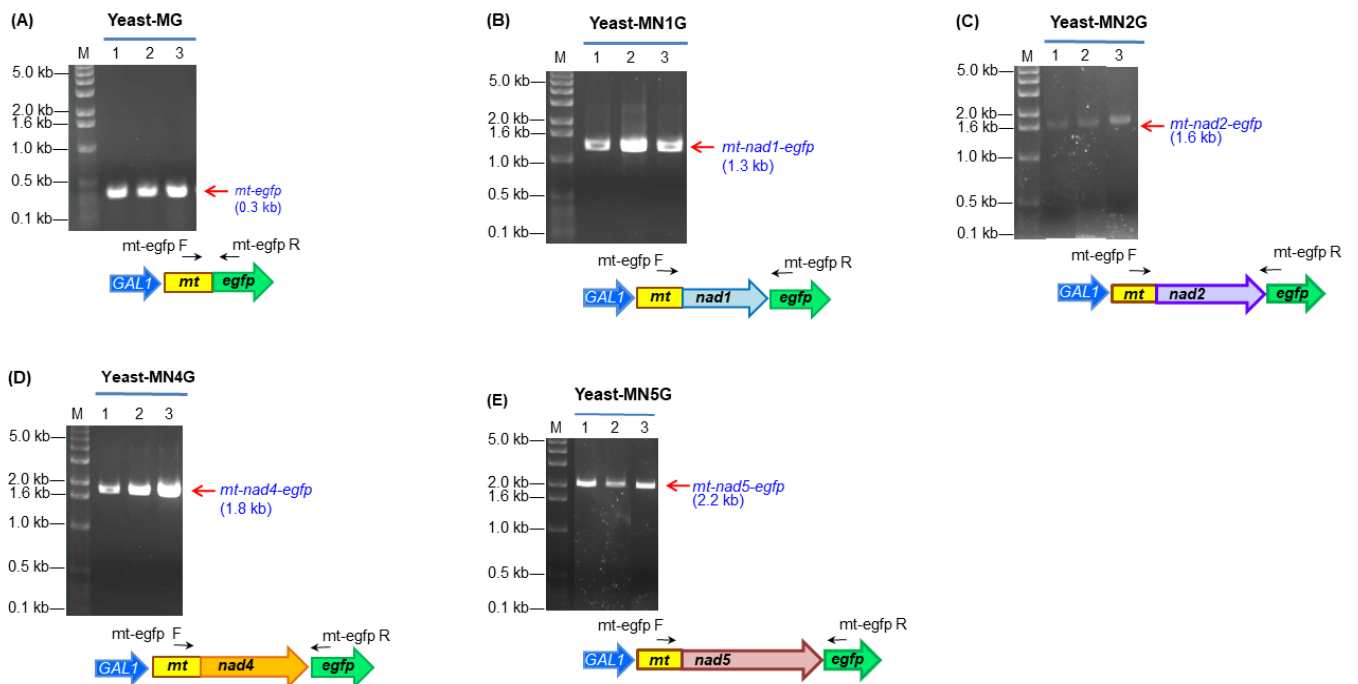 (A)
Yeast-MG
M
1 2 3
5.0 kb
2.0 kb
1.6 kb
1.0 kb
0.5 kb
0.1 kb
mt-egfp
(0.3 kb)
mt-egfp F
mt-egfp R
GAL1 mt egfp
(B)
Yeast-MN1G
M 1 2 3
5.0 kb
2.0 kb
1.6 kb
1.0 kb
0.5 kb
0.1 kb
mt-nad1-egfp
(1.3 kb)
mt-egfp F
mt-egfp R
GAL1 mt nad1 egfp
(C)
Yeast-MN2G
M 1 2 3
5.0 kb
2.0 kb
1.6 kb
1.0 kb
0.5 kb
0.1 kb
mt-nad2-egfp
(1.6 kb)
mt-egfp F
mt-egfp R
GAL1 mt nad2 egfp
(D)
Yeast-MN4G
M 1 2 3
5.0 kb
2.0 kb
1.6 kb
1.0 kb
0.5 kb
0.1 kb
mt-nad4-egfp
(1.8 kb)
mt-egfp F
mt-egfp R
GAL1 mt nad4 egfp
(E)
Yeast-MN5G
M 1 2 3
5.0 kb
2.0 kb
1.6 kb
1.0 kb
0.5 kb
0.1 kb
mt-nad5-egfp
(2.2 kb)
mt-egfp F
mt-egfp R
GAL1 mt nad5 egfp